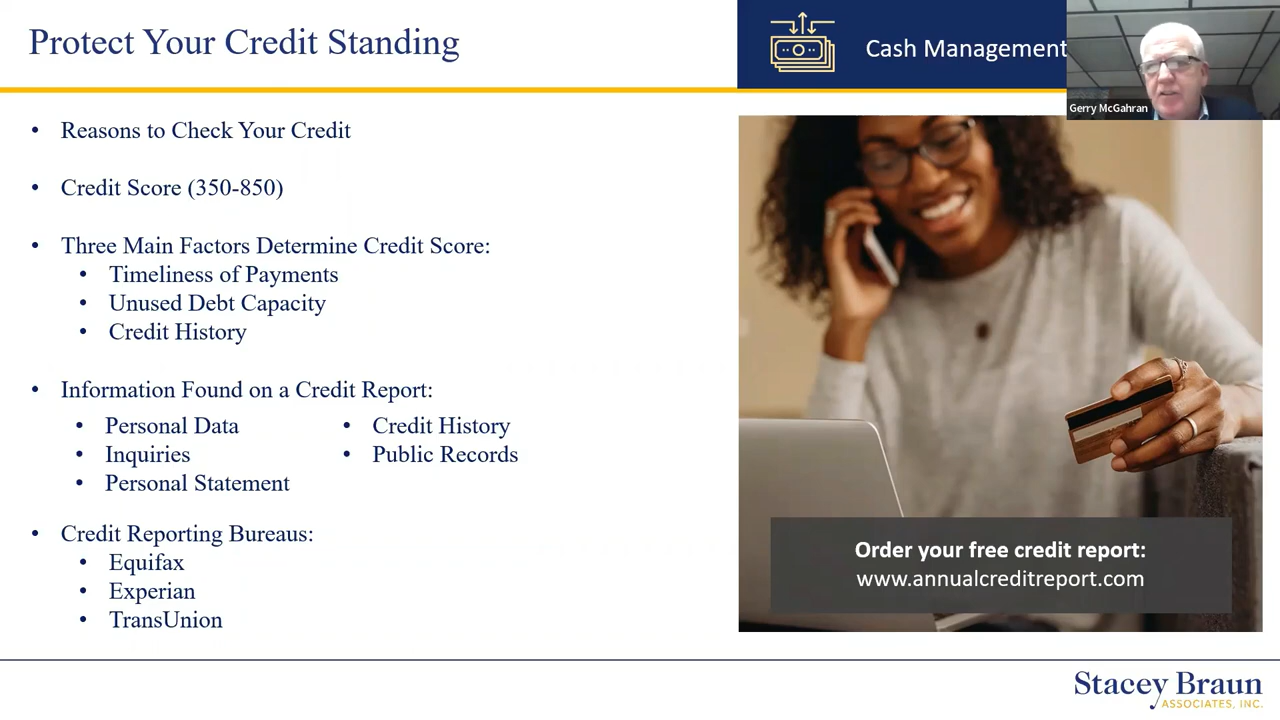 Protect Your Credit Standing
Cash Management
Gerry McGahran
• Reasons to Check Your Credit
• Credit Score (350-850)
• Three Main Factors Determine Credit Score:
• Timeliness of Payments
• Unused Debt Capacity
• Credit History
• Information Found on a Credit Report:
• Personal Data
• Inquiries
• Personal Statement
• Credit History
• Public Records
• Credit Reporting Bureaus:
• Equifax
• Experian
• TransUnion
Order your free credit report:
www.annualcreditreport.com
Stacey Braun
ASSOCIATES, INC.